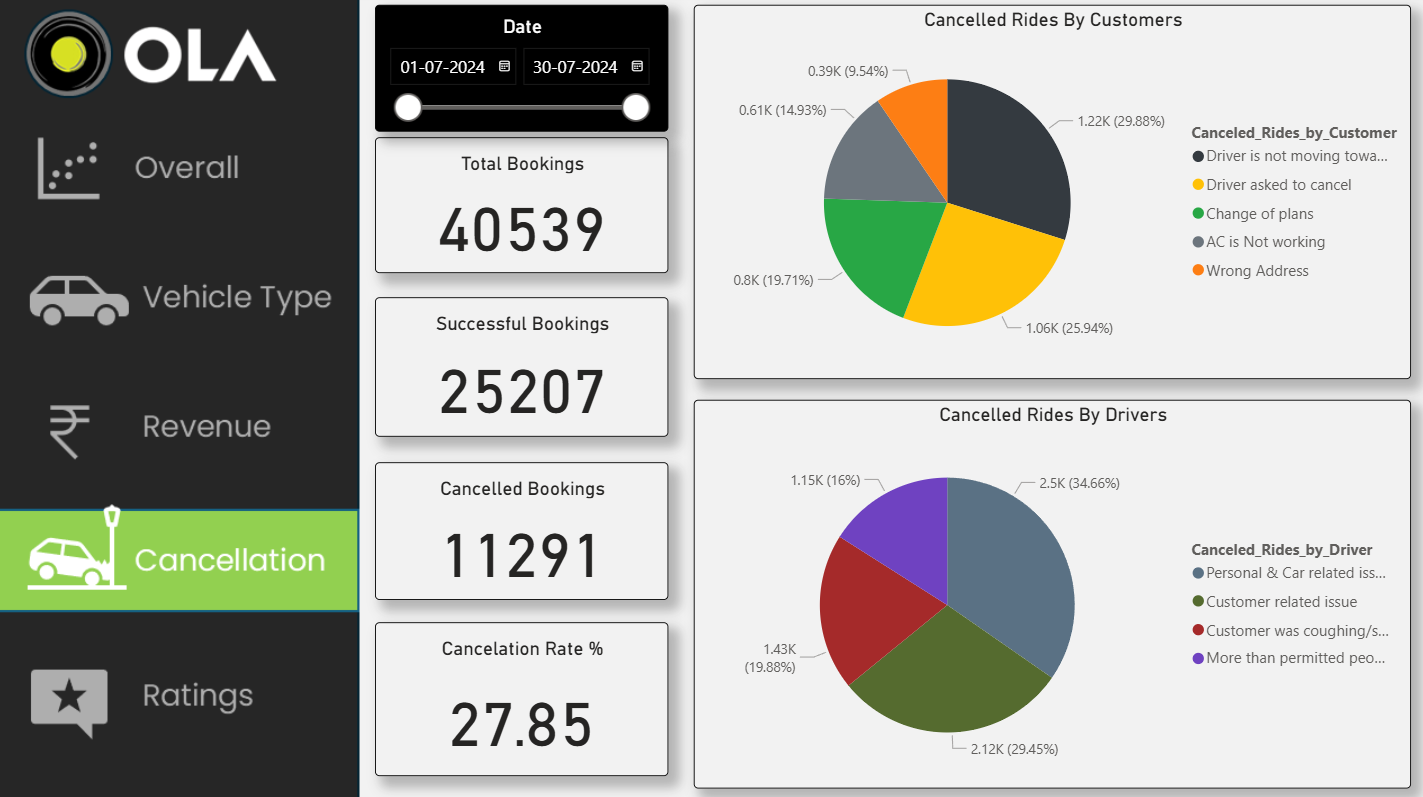 OLA
Overall
Vehicle Type
Revenue
Cancellation
Ratings
Date
01-07-2024
30-07-2024
Total Bookings
40539
Successful Bookings
25207
Cancelled Bookings
11291
Cancelation Rate %
27.85
Cancelled Rides By Customers
0.39K (9.54%)
0.61K (14.93%)
1.22K (29.88%)
0.8K (19.71%)
1.06K (25.94%)
Canceled_Rides_by_Customer
Driver is not moving towa...
Driver asked to cancel
Change of plans
AC is Not working
Wrong Address
Cancelled Rides By Drivers
1.15K (16%)
2.5K (34.66%)
1.43K
(19.88%)
2.12K (29.45%)
Canceled_Rides_by_Driver
Personal & Car related iss...
Customer related issue
Customer was coughing/s...
More than permitted peo...